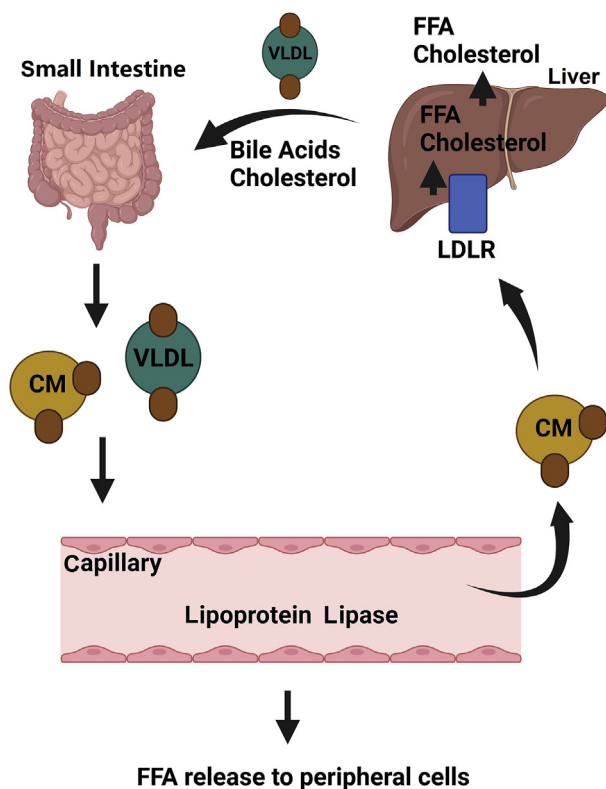 VLDL
FFA
Cholesterol
Small Intestine
Liver
FFA
Cholesterol
Bile Acids
Cholesterol
LDLR
VLDL
CM
CM
Capillary
Lipoprotein Lipase
FFA release to peripheral cells